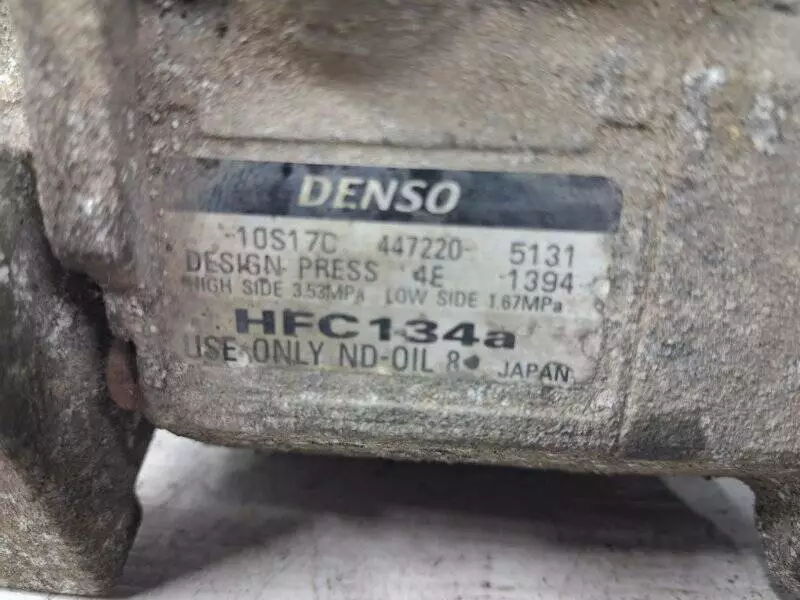 DENSO
10S17C 447220- 5131
DESIGN PRESS 4E 1394
HIGH SIDE 3.53MPa LOW SIDE 1.67MPa
HFC134a
USE ONLY ND-OIL 8 JAPAN